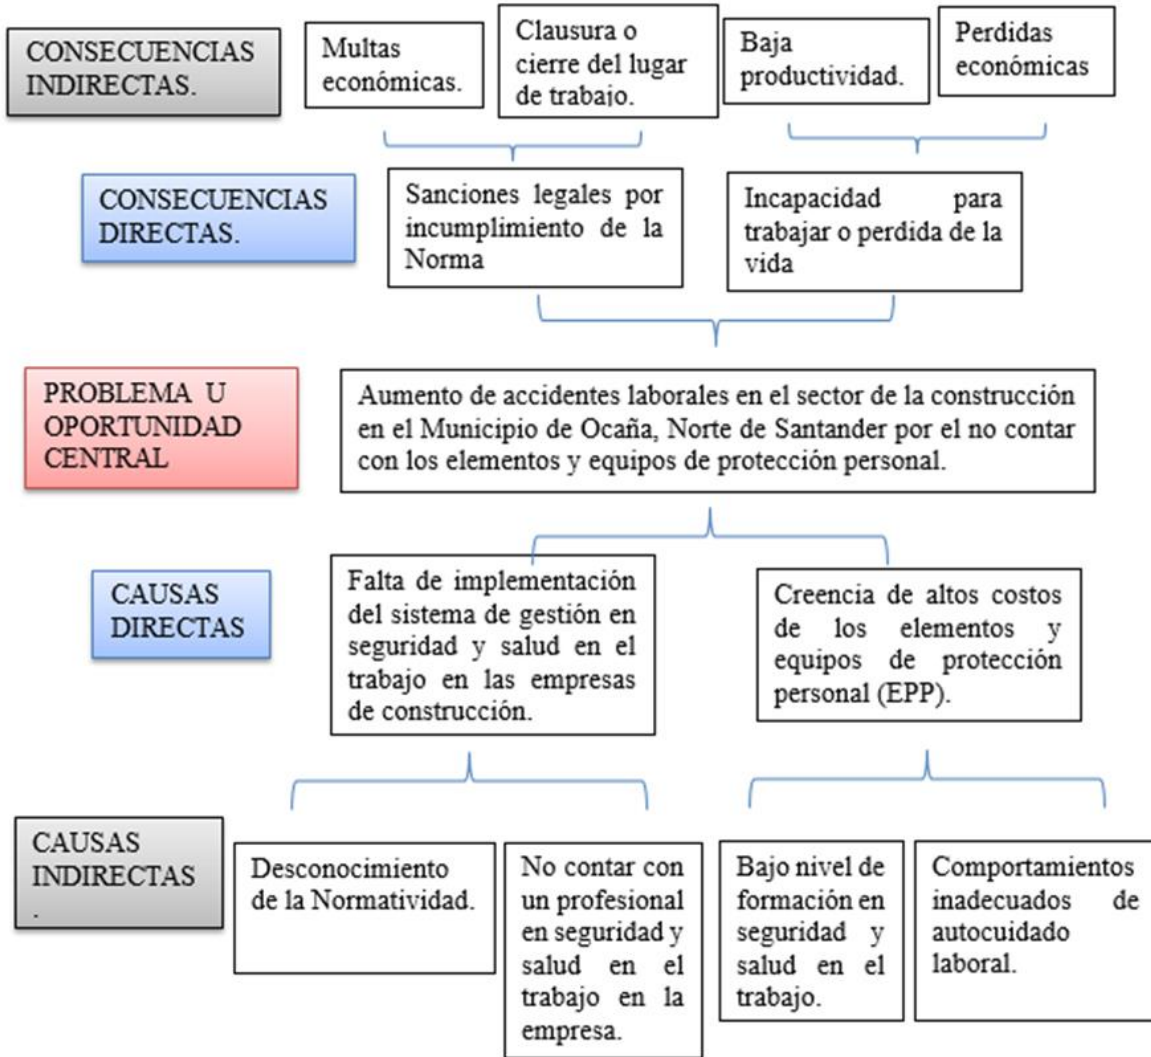 CONSECUENCIAS
INDIRECTAS.
Multas
económicas.
Clausura o
cierre del lugar
de trabajo.
Baja
productividad.
Perdidas
económicas
CONSECUENCIAS
DIRECTAS.
Sanciones legales por
incumplimiento de la
Norma
Incapacidad para
trabajar o perdida de la
vida
PROBLEMA U
OPORTUNIDAD
CENTRAL
Aumento de accidentes laborales en el sector de la construcción
en el Municipio de Ocaña, Norte de Santander por el no contar
con los elementos y equipos de protección personal.
CAUSAS
DIRECTAS
Falta de implementación
del sistema de gestión en
seguridad y salud en el
trabajo en las empresas
de construcción.
Creencia de altos costos
de los elementos y
equipos de protección
personal (EPP).
CAUSAS
INDIRECTAS
.
Desconocimiento
de la Normatividad.
No contar con
un profesional
en seguridad y
salud en el
trabajo en la
empresa.
Bajo nivel de
formación en
seguridad y
salud en el
trabajo.
Comportamientos
inadecuados de
autocuidado
laboral.